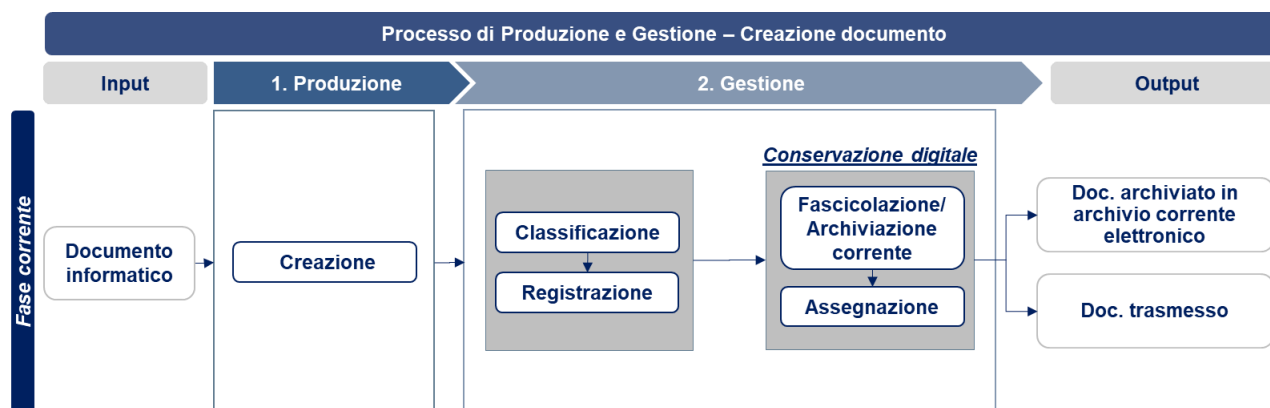 Processo di Produzione e Gestione – Creazione documento
Input
1. Produzione
2. Gestione
Output
Fase corrente
Documento
informatico
Creazione
Classificazione
Registrazione
Conservazione digitale
Fascicolazione/
Archiviazione
corrente
Assegnazione
Doc. archiviato in
archivio corrente
elettronico
Doc. trasmesso